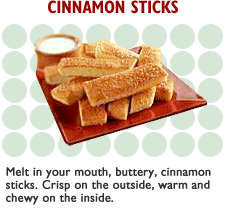 CINNAMON STICKS
Melt in your mouth, buttery, cinnamon
sticks. Crisp on the outside, warm and
chewy on the inside.